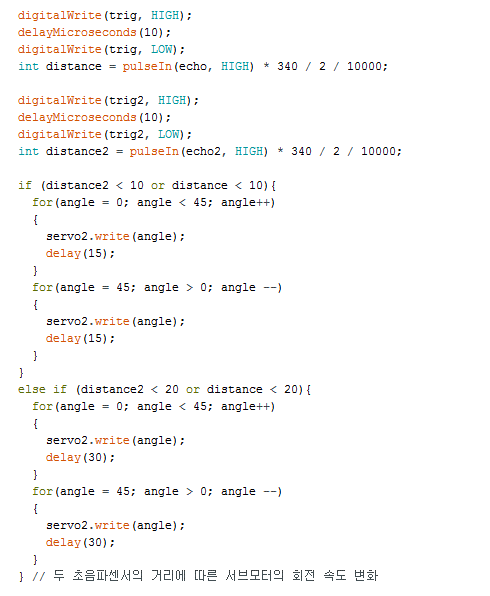 digitalWrite(trig, HIGH);
delayMicroseconds(10);
digitalWrite(trig, LOW);
int distance = pulseIn(echo, HIGH) * 340 / 2 / 10000;

digitalWrite(trig2, HIGH);
delayMicroseconds(10);
digitalWrite(trig2, LOW);
int distance2 = pulseIn(echo2, HIGH) * 340 / 2 / 10000;

if (distance2 < 10 or distance < 10){
  for(angle = 0; angle < 45; angle++)
  {
    servo2.write(angle);
    delay(15);
  }
  for(angle = 45; angle > 0; angle --)
  {
    servo2.write(angle);
    delay(15);
  }
}
else if (distance2 < 20 or distance < 20){
  for(angle = 0; angle < 45; angle++)
  {
    servo2.write(angle);
    delay(30);
  }
  for(angle = 45; angle > 0; angle --)
  {
    servo2.write(angle);
    delay(30);
  }
} // 두 초음파센서의 거리에 따른 서브모터의 회전 속도 변화